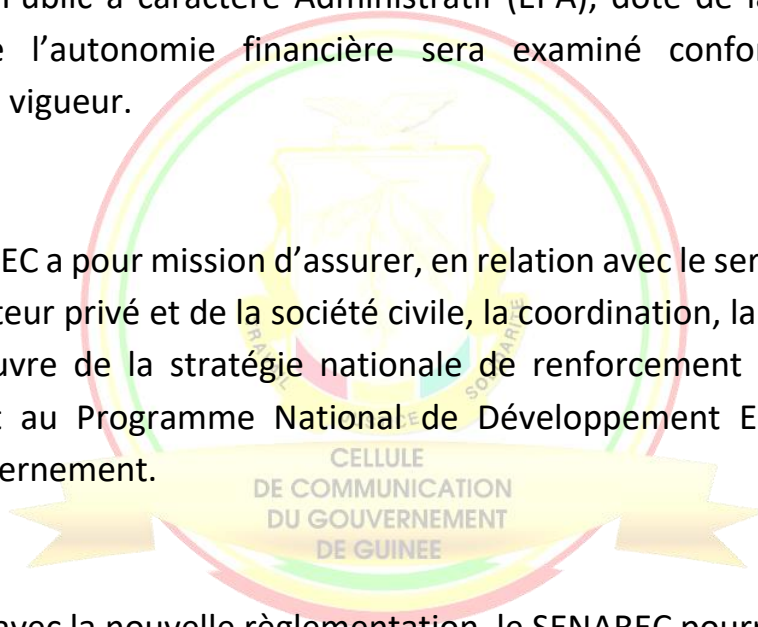 Public à caractère Administratif (EPA), doté de l
l'autonomie financière sera examiné confor
vigueur.
EC a pour mission d'assurer, en relation avec le ser
teur privé et de la société civile, la coordination, la
uvre de la stratégie nationale de renforcement
au Programme National de Développement E
ernement.
TRAVAIL
JUSTICE
SOLIDARITÉ
CELLULE
DE COMMUNICATION
DU GOUVERNEMENT
DE GUINEE
avec la nouvelle règlementation, le SENAREC pourr